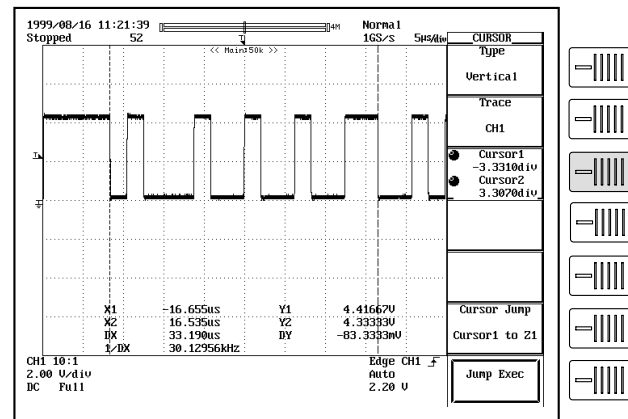 1999/08/16 11:21:39 4M Normal
Stopped 52 1GS/s 5µs/div
<< Main:50k >>
CURSOR
Type
Vertical
Trace
CH1
Cursor1
-3.3310div
Cursor2
3.3070div
Cursor Jump
Cursor1 to Z1
Jump Exec
X1 -16.655us Y1 4.41667V
X2 16.535us Y2 4.33333V
DX 33.190us DY -83.3333mV
1/DX 30.12956kHz
CH1 10:1 Edge CH1
2.00 V/div Auto
DC Full 2.20 V